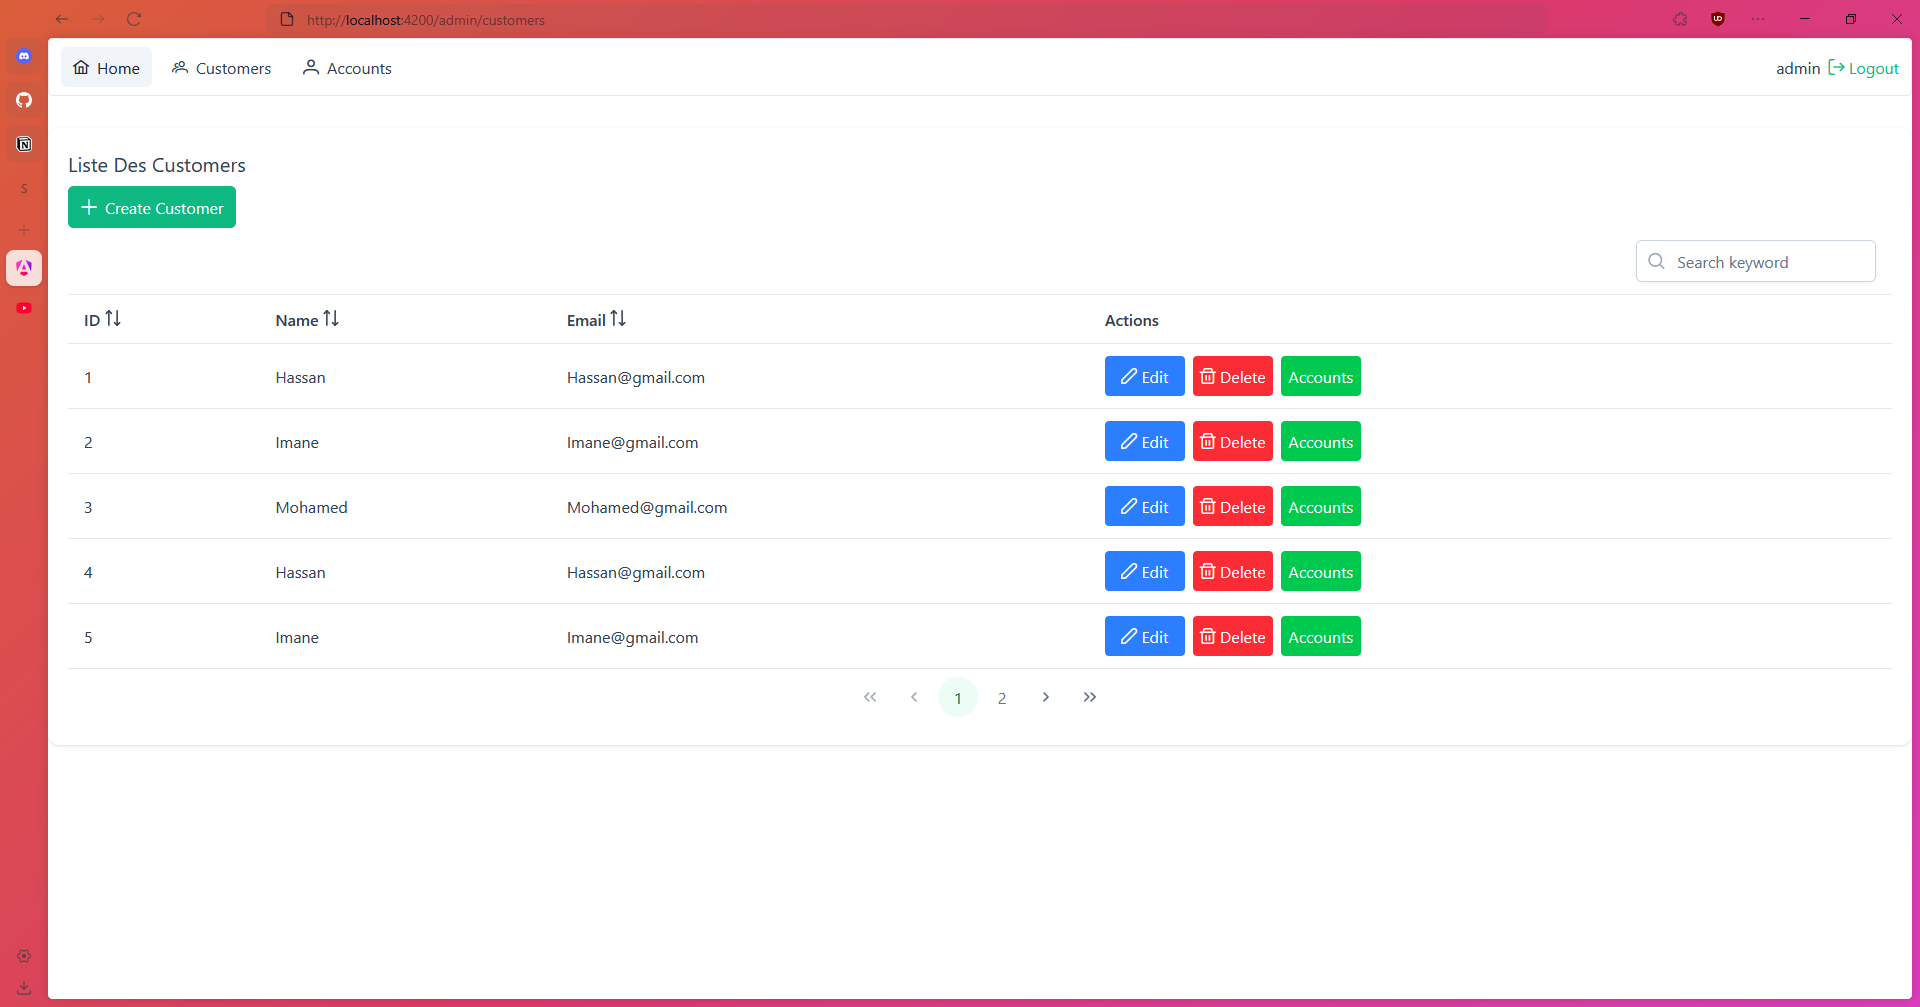 http://localhost:4200/admin/customers
Home Customers Accounts admin Logout
S
Liste Des Customers
Create Customer
Search keyword
ID Name Email Actions
1 Hassan Hassan@gmail.com Edit Delete Accounts
2 Imane Imane@gmail.com Edit Delete Accounts
3 Mohamed Mohamed@gmail.com Edit Delete Accounts
4 Hassan Hassan@gmail.com Edit Delete Accounts
5 Imane Imane@gmail.com Edit Delete Accounts
1 2